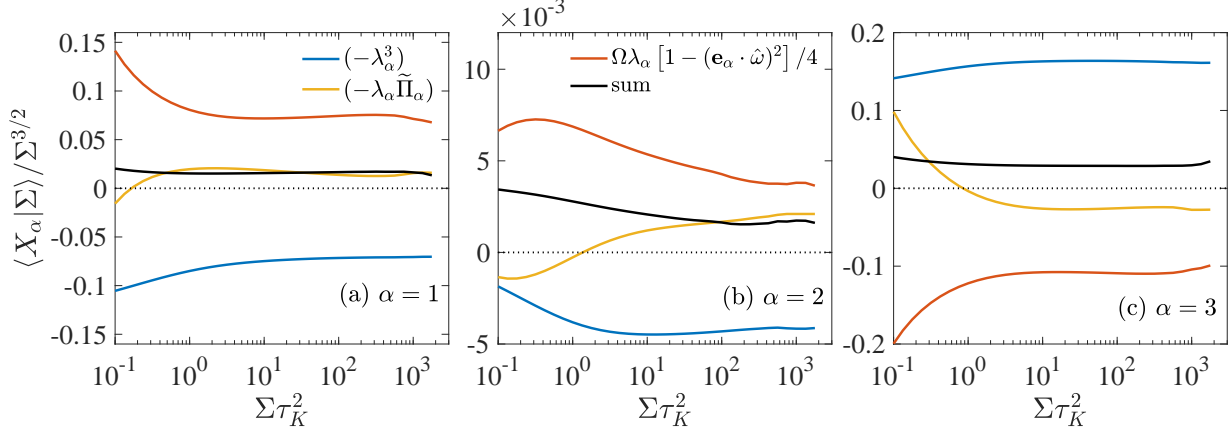 ⟨X_α|Σ⟩/Σ^{3/2}
0.15
0.1
0.05
0
-0.05
-0.1
-0.15
(-λ_α^3)
(-λ_α Π̃_α)
(a) α = 1
10^{-1} 10^0 10^1 10^2 10^3
Στ_K^2
×10^{-3}
10
5
0
-5
Ωλ_α [1 − (e_α · ω̂)^2] /4
sum
(b) α = 2
10^{-1} 10^0 10^1 10^2 10^3
Στ_K^2
0.2
0.1
0
-0.1
-0.2
(c) α = 3
10^{-1} 10^0 10^1 10^2 10^3
Στ_K^2